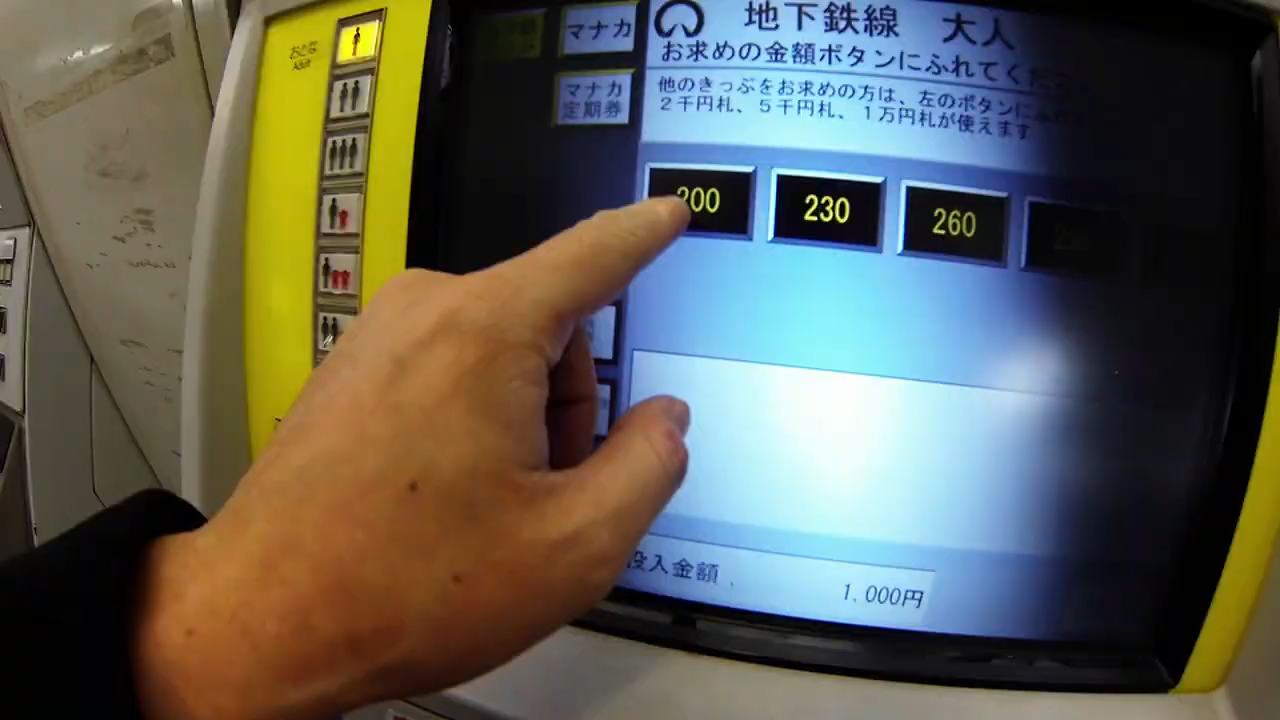 おとな
マナカ
マナカ
定期券
地下鉄線 大人
お求めの金額ボタンにふれてくだ
他のきっぷをお求めの方は、左のボタンにふ
2千円札、5千円札、1万円札が使えます
200
230
260
投入金額
1,000円